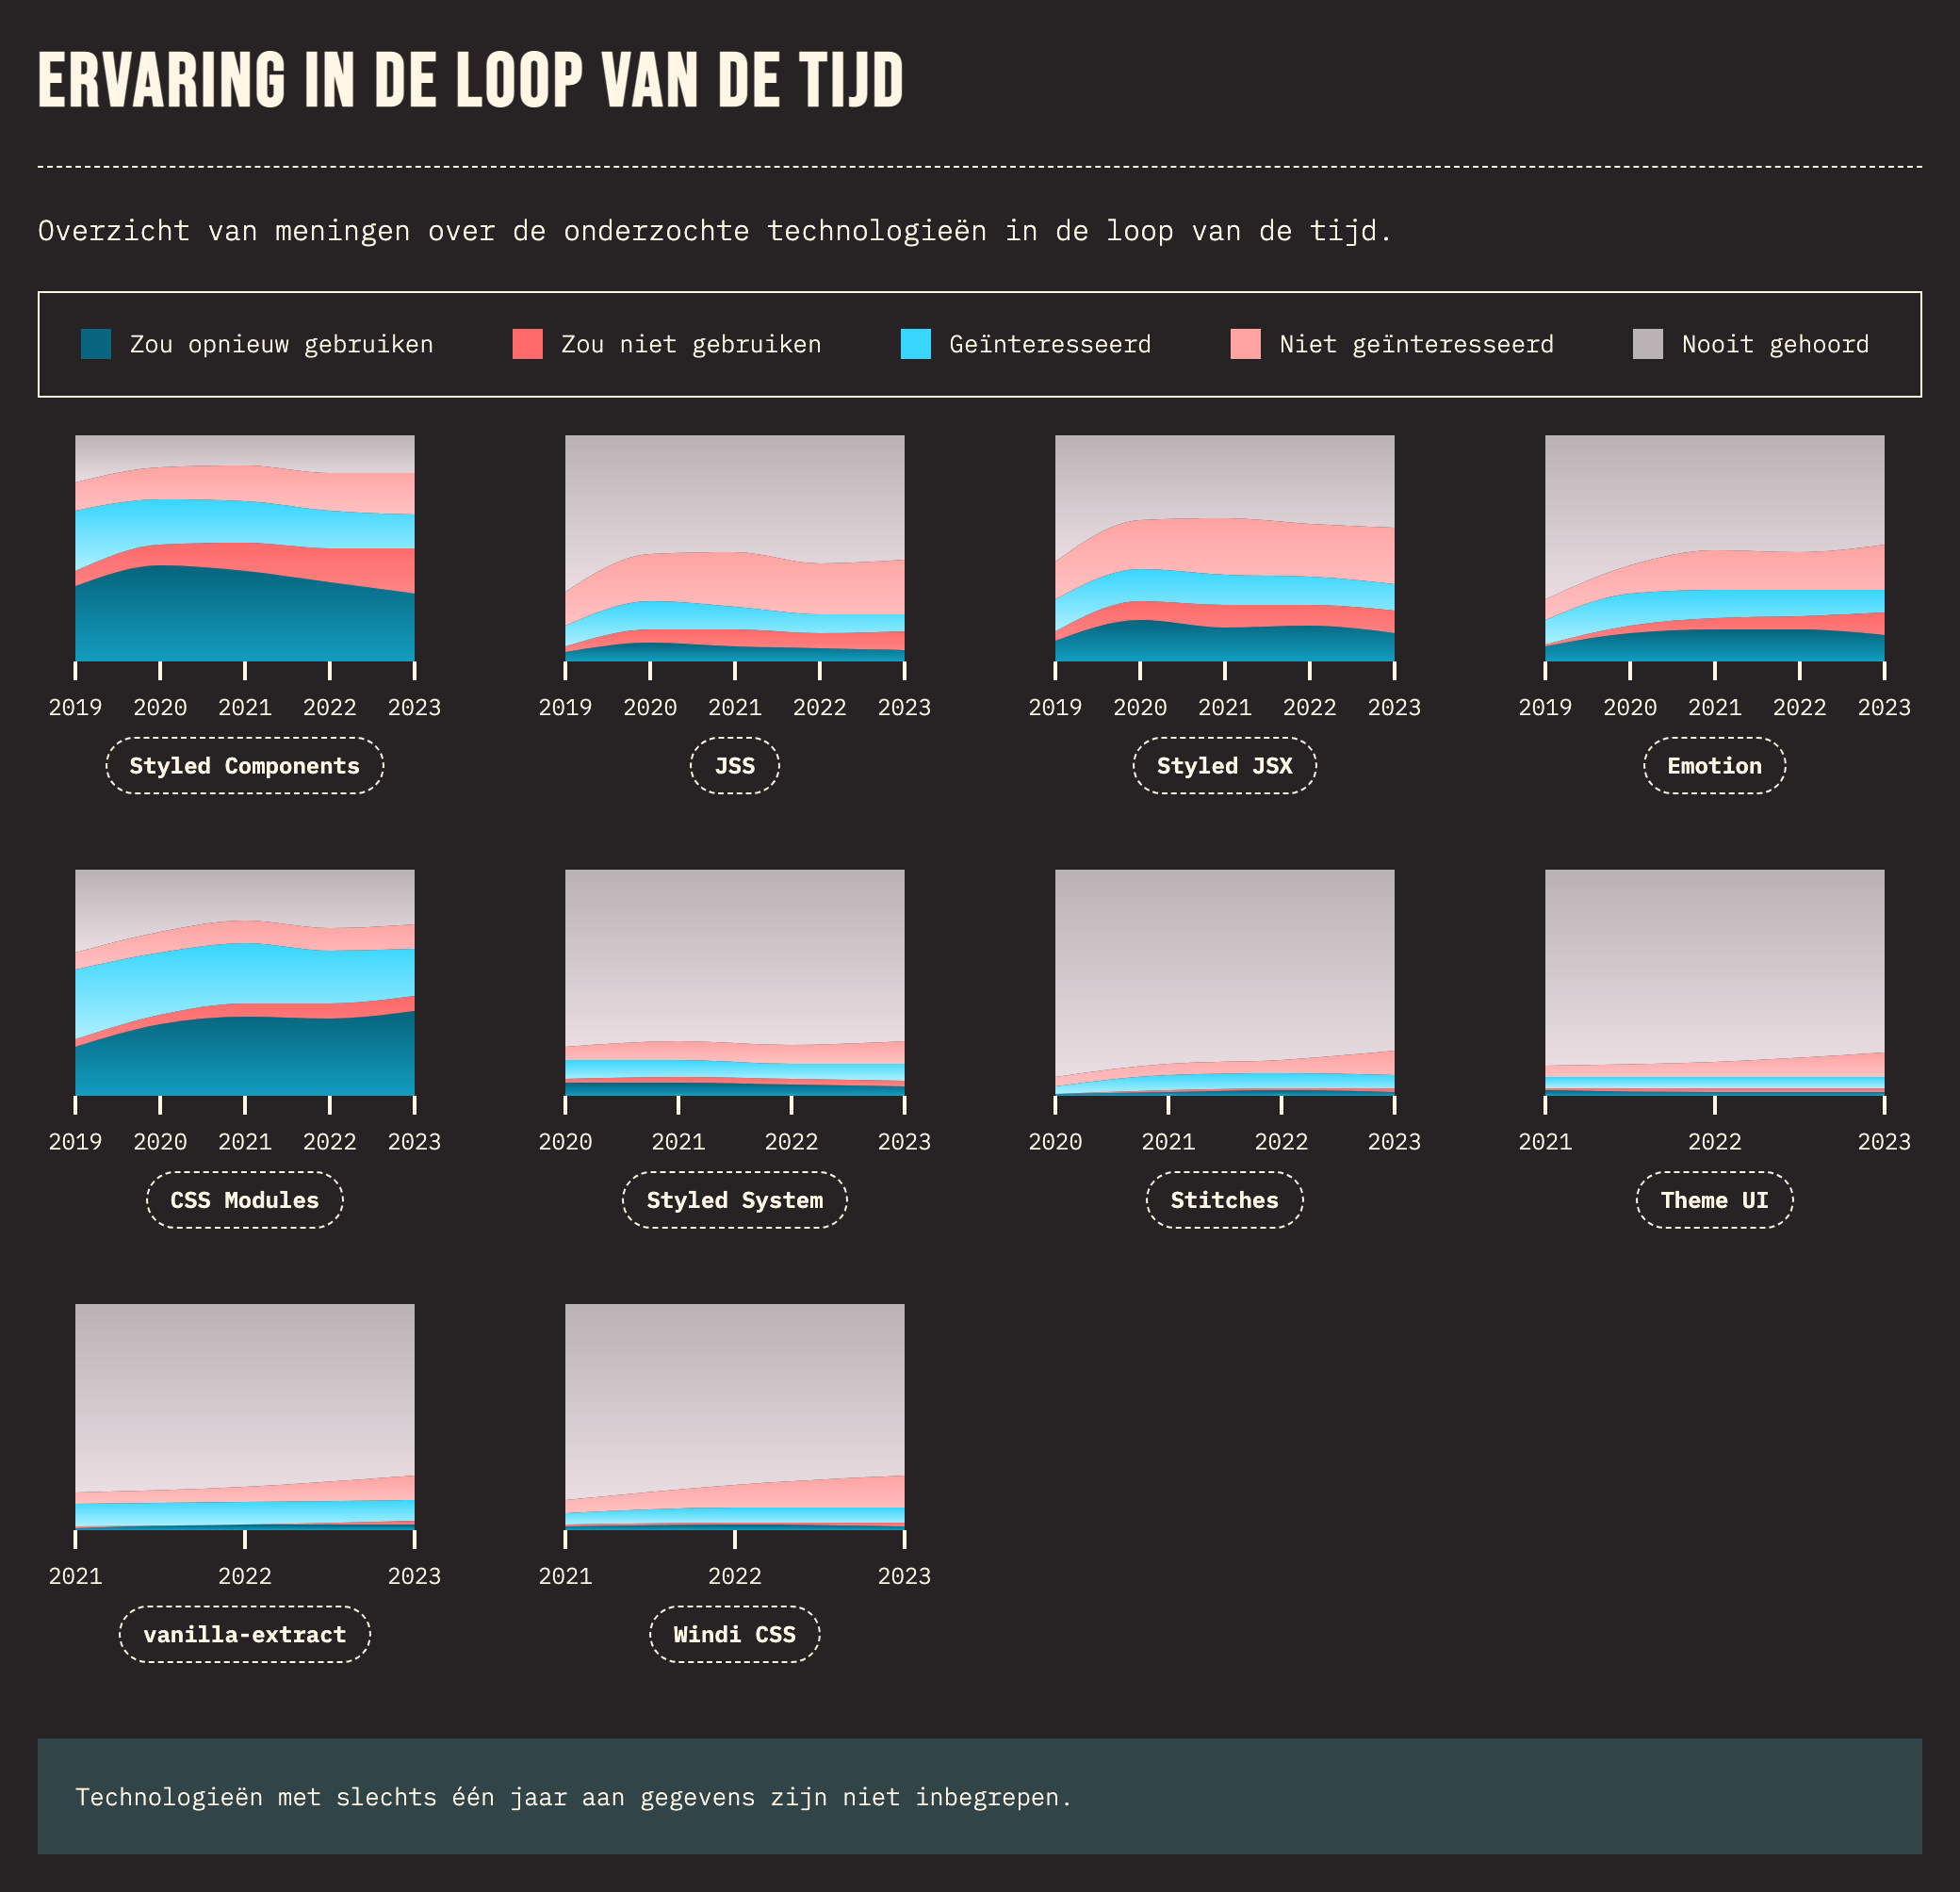 ERVARING IN DE LOOP VAN DE TIJD
Overzicht van meningen over de onderzochte technologieën in de loop van de tijd.
Zou opnieuw gebruiken Zou niet gebruiken Geïnteresseerd Niet geïnteresseerd Nooit gehoord
2019 2020 2021 2022 2023
Styled Components
2019 2020 2021 2022 2023
JSS
2019 2020 2021 2022 2023
Styled JSX
2019 2020 2021 2022 2023
Emotion
2019 2020 2021 2022 2023
CSS Modules
2020 2021 2022 2023
Styled System
2020 2021 2022 2023
Stitches
2021 2022 2023
Theme UI
2021 2022 2023
vanilla-extract
2021 2022 2023
Windi CSS
Technologieën met slechts één jaar aan gegevens zijn niet inbegrepen.